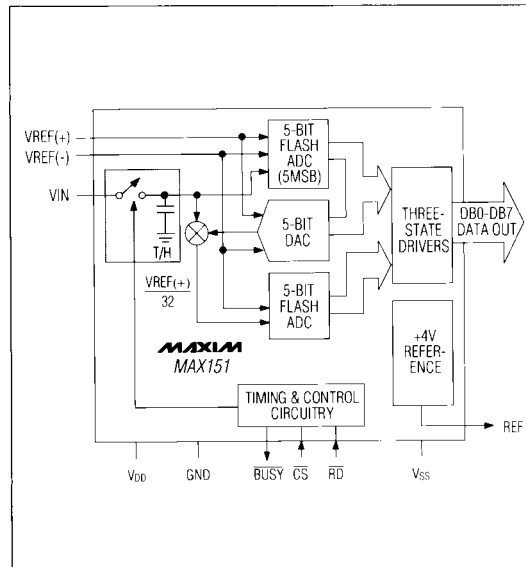 VREF(+)
VREF(-)
VIN
T/H
VREF(+)
32
5-BIT
FLASH
ADC
(5MSB)
5-BIT
DAC
5-BIT
FLASH
ADC
THREE-
STATE
DRIVERS
DB0-DB7
DATA OUT
+4V
REFER-
ENCE
REF
MAXIM
MAX151
TIMING & CONTROL
CIRCUITRY
VDD
GND
BUSY
CS
RD
VSS